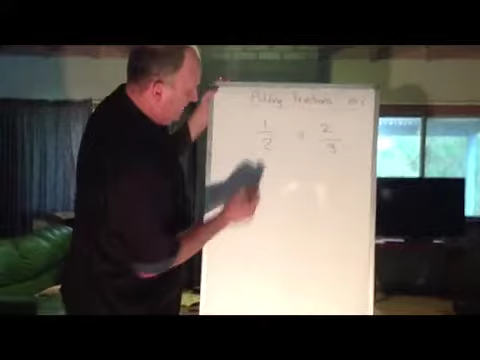 Adding Fractions
1/2 + 2/3